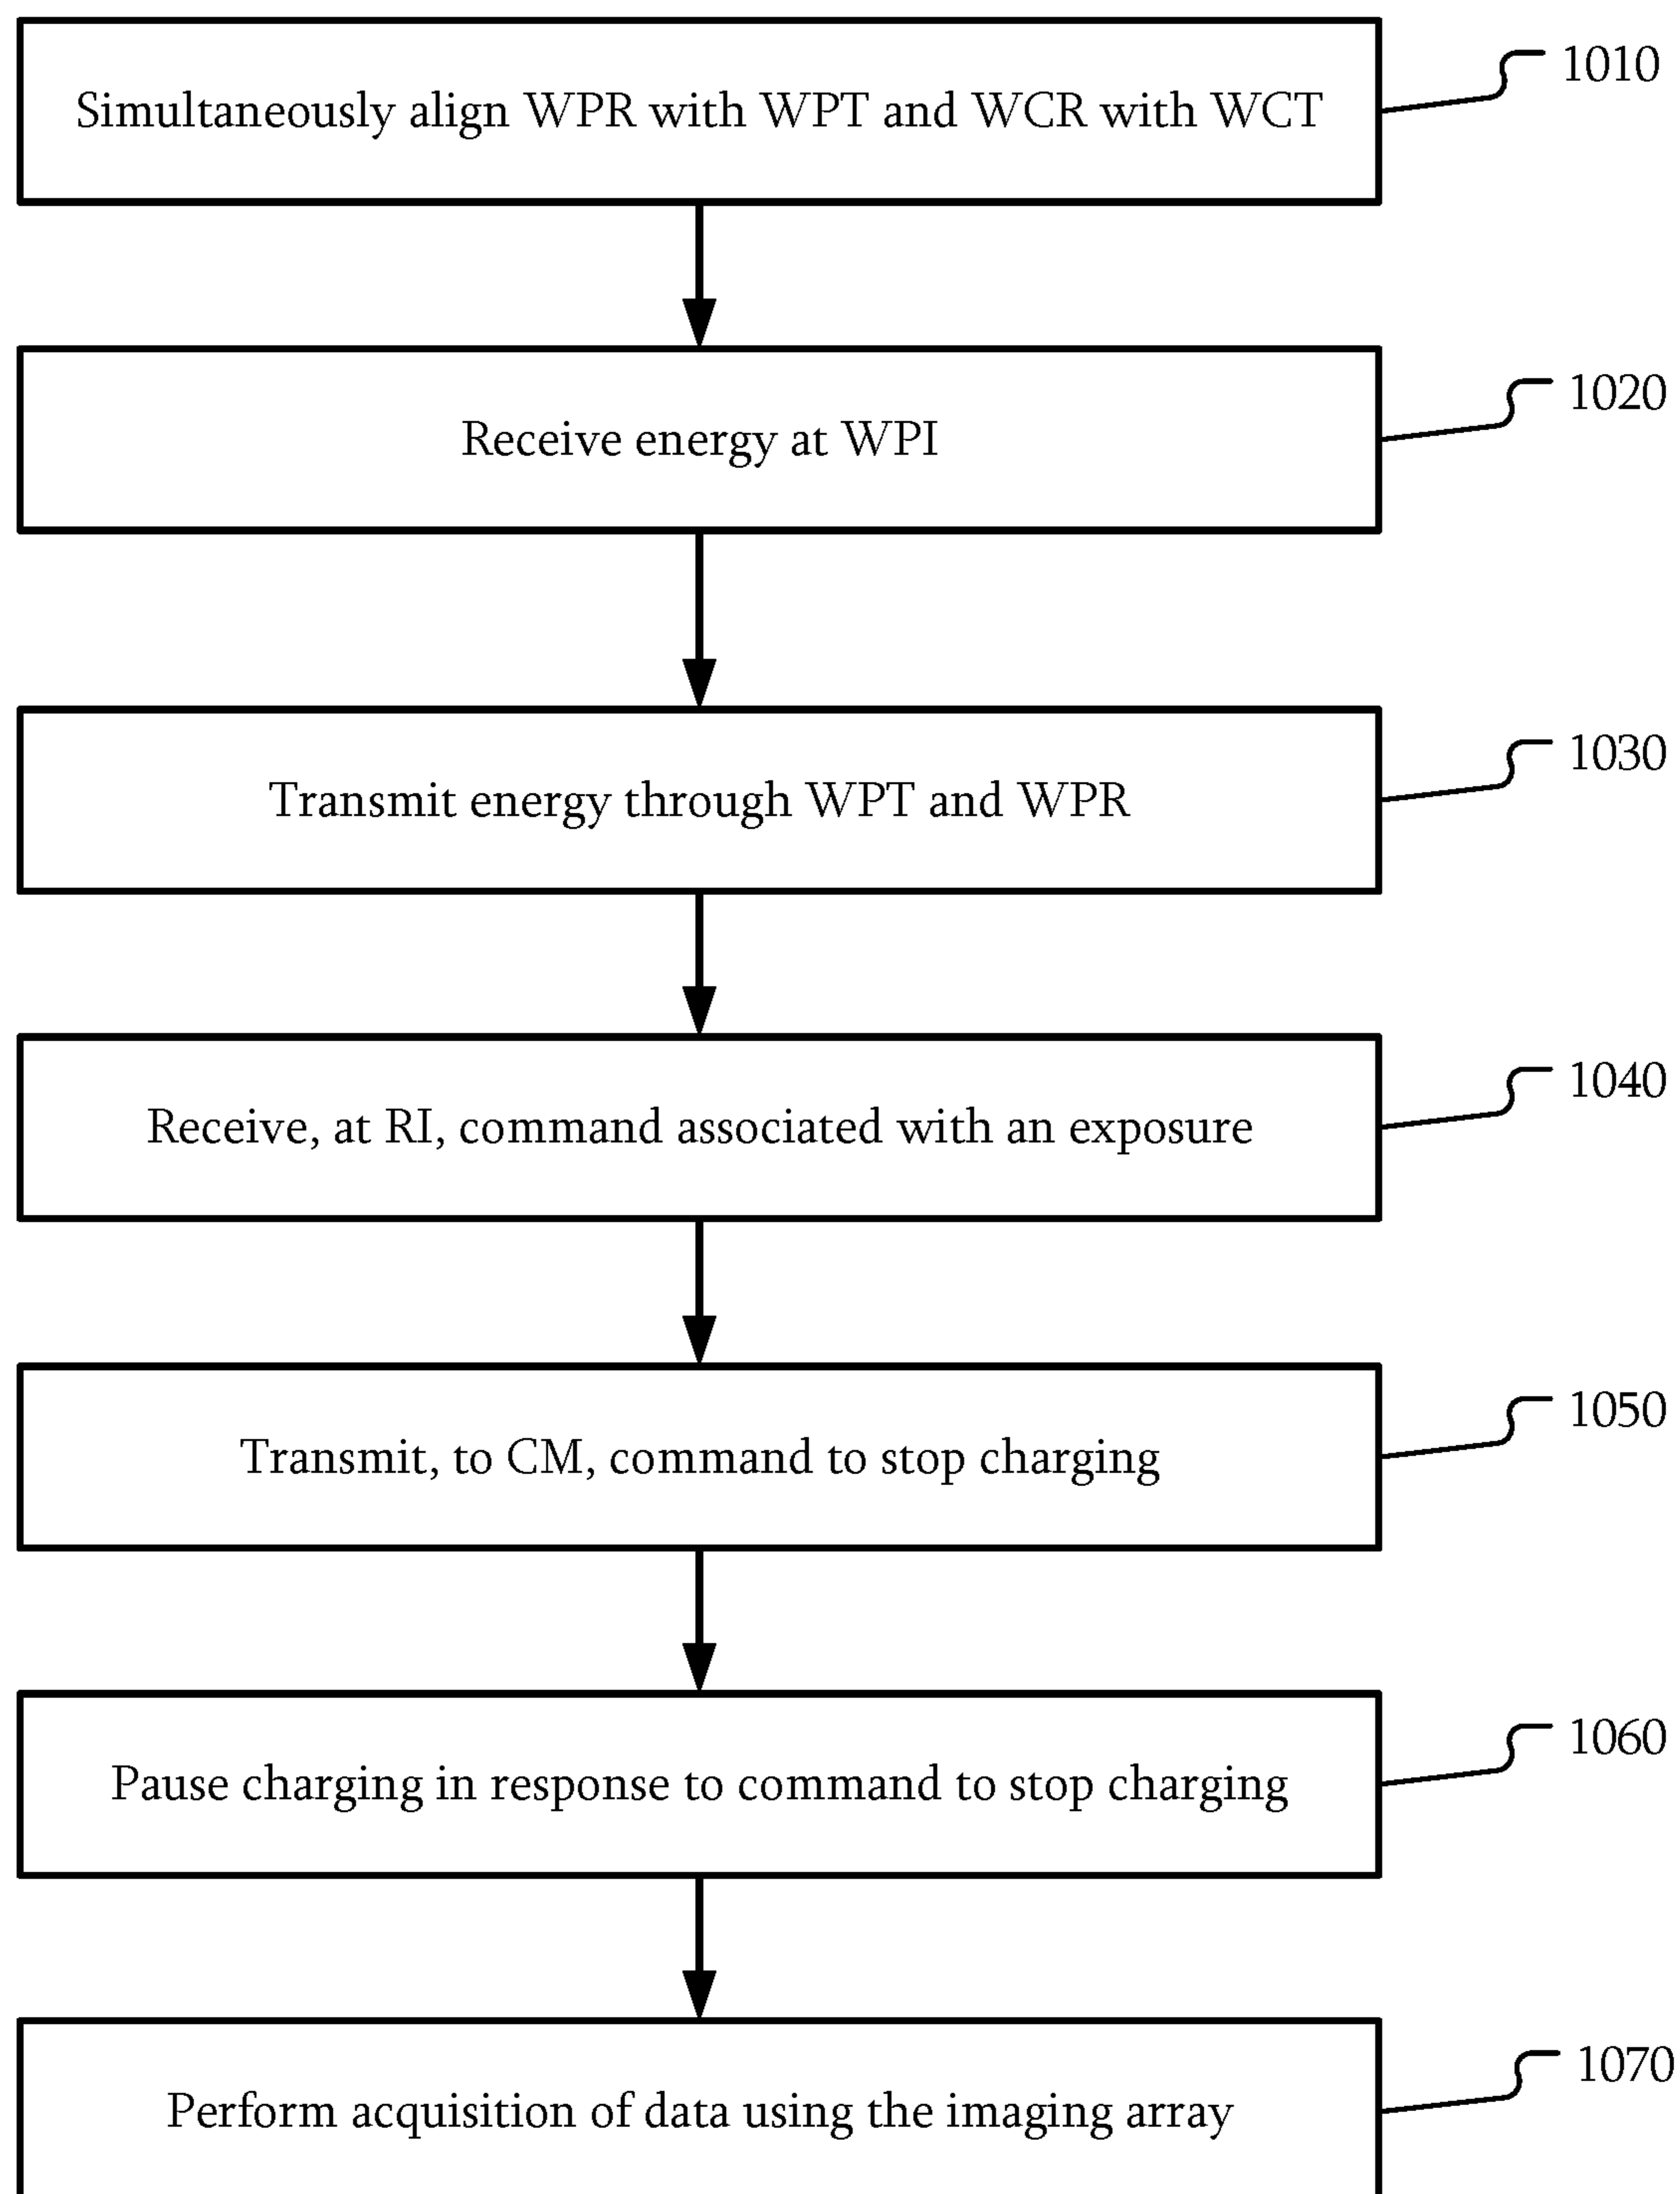 Simultaneously align WPR with WPT and WCR with WCT
1010
Receive energy at WPI
1020
Transmit energy through WPT and WPR
1030
Receive, at RI, command associated with an exposure
1040
Transmit, to CM, command to stop charging
1050
Pause charging in response to command to stop charging
1060
Perform acquisition of data using the imaging array
1070